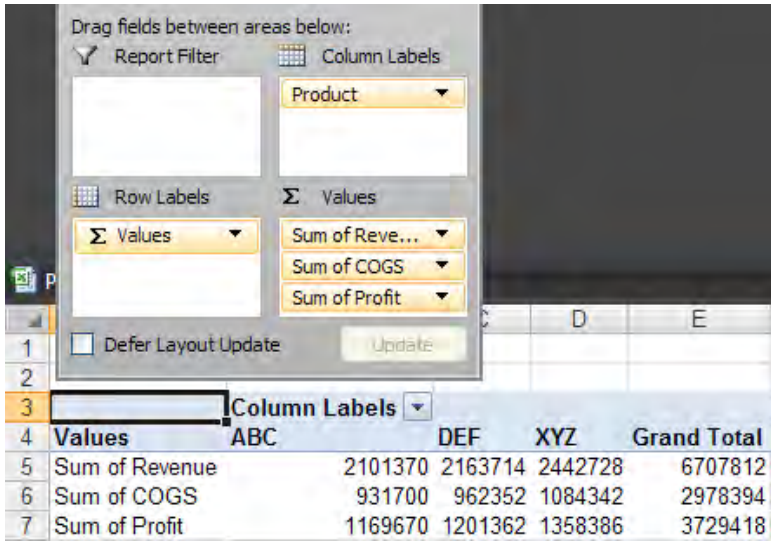 Drag fields between areas below:
Report Filter
Column Labels
Product
Row Labels
Σ Values
Σ Values
Sum of Reve...
Sum of COGS
Sum of Profit
P
Defer Layout Update
Update
D E
1
2
3 Column Labels
4 Values ABC DEF XYZ Grand Total
5 Sum of Revenue 2101370 2163714 2442728 6707812
6 Sum of COGS 931700 962352 1084342 2978394
7 Sum of Profit 1169670 1201362 1358386 3729418